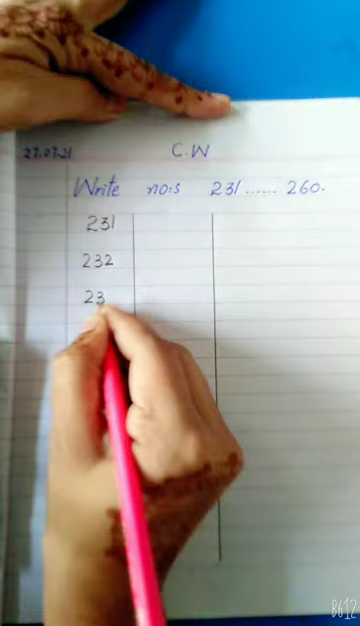 27.07.21
C.W
Write no:s 231...... 260.
231
232
23
B612